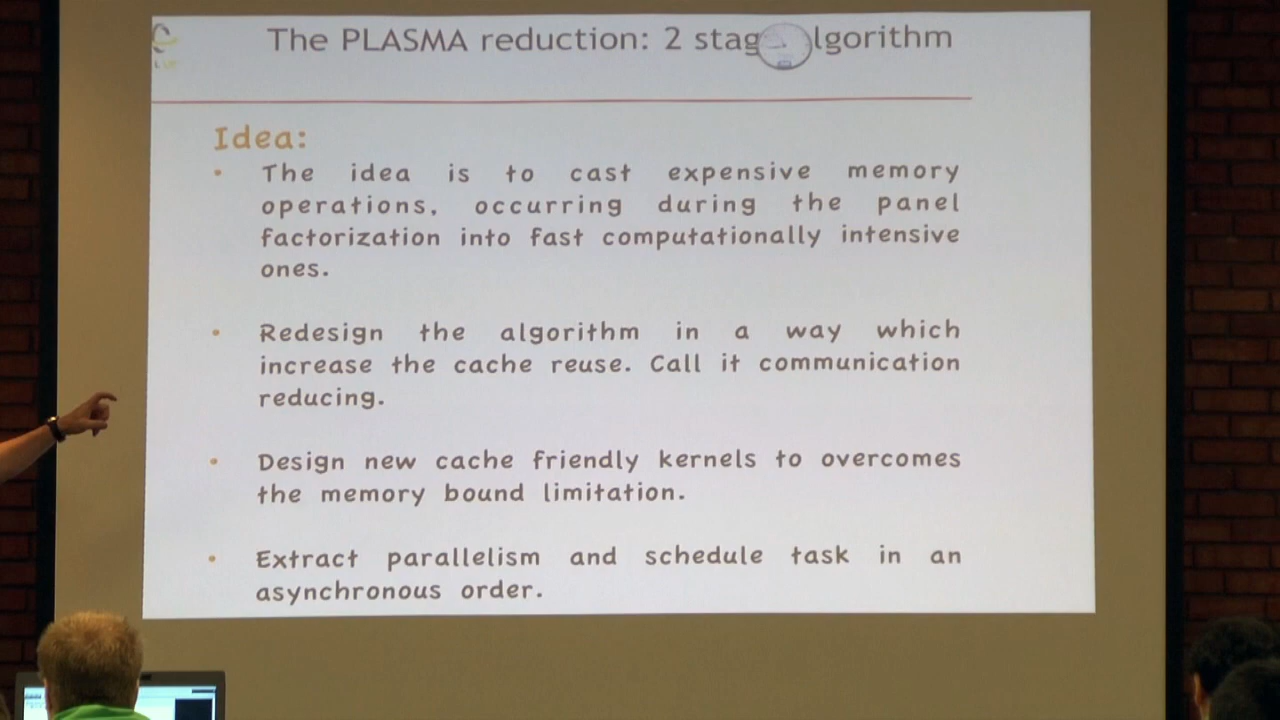 The PLASMA reduction: 2 stag lgorithm
Idea:
• The idea is to cast expensive memory
operations, occurring during the panel
factorization into fast computationally intensive
ones.
• Redesign the algorithm in a way which
increase the cache reuse. Call it communication
reducing.
• Design new cache friendly kernels to overcomes
the memory bound limitation.
• Extract parallelism and schedule task in an
asynchronous order.